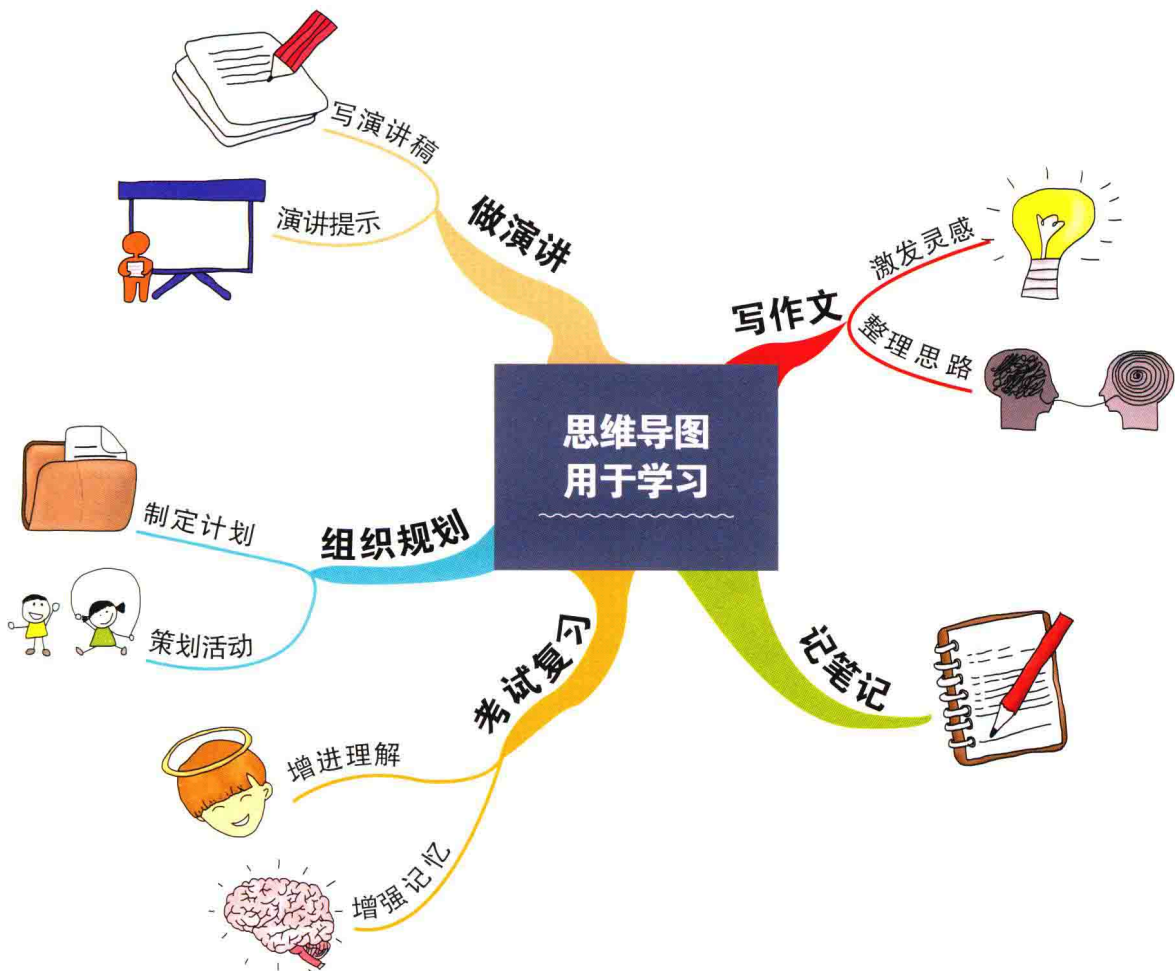 思维导图
用于学习
写作文
激发灵感
整理思路
记笔记
考试复习
增进理解
增强记忆
组织规划
制定计划
策划活动
做演讲
写演讲稿
演讲提示